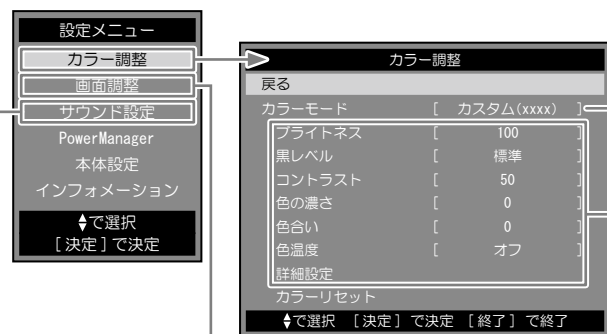 設定メニュー
カラー調整
画面調整
サウンド設定
PowerManager
本体設定
インフォメーション
♦で選択
[決定]で決定
カラー調整
戻る
カラーモード [ カスタム(xxxx) ]
ブライトネス [ 100 ]
黒レベル [ 標準 ]
コントラスト [ 50 ]
色の濃さ [ 0 ]
色合い [ 0 ]
色温度 [ オフ ]
詳細設定
カラーリセット
♦で選択 [決定]で決定 [終了]で終了